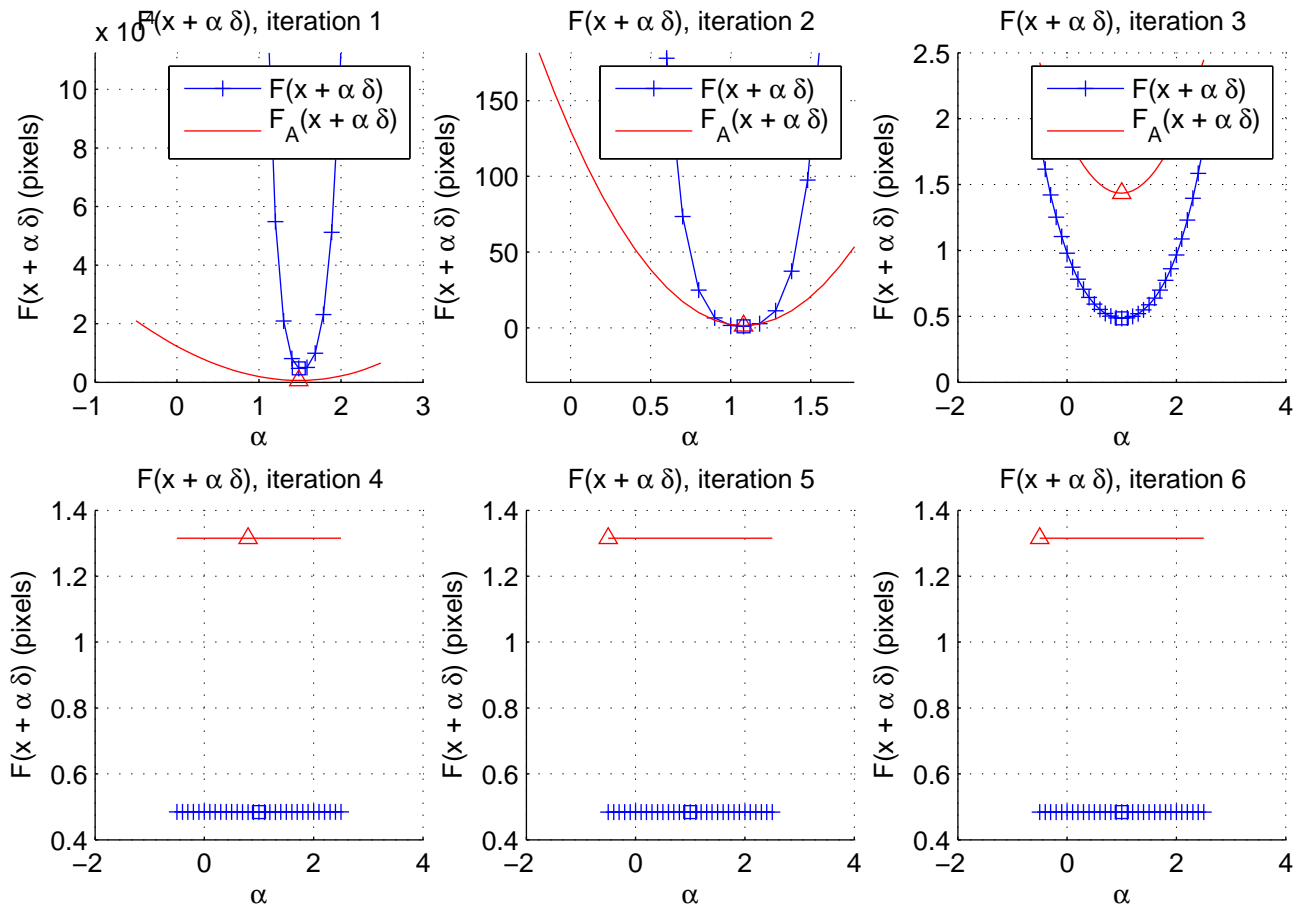 x 10^4
F(x + α δ), iteration 1
F(x + α δ) (pixels)
10
8
6
4
2
0
−1
0
1
2
3
α
F(x + α δ)
F_A(x + α δ)
F(x + α δ), iteration 2
F(x + α δ) (pixels)
150
100
50
0
0
0.5
1
1.5
α
F(x + α δ)
F_A(x + α δ)
F(x + α δ), iteration 3
F(x + α δ) (pixels)
2.5
2
1.5
1
0.5
0
−2
0
2
4
α
F(x + α δ)
F_A(x + α δ)
F(x + α δ), iteration 4
F(x + α δ) (pixels)
1.4
1.2
1
0.8
0.6
0.4
−2
0
2
4
α
F(x + α δ), iteration 5
F(x + α δ) (pixels)
1.4
1.2
1
0.8
0.6
0.4
−2
0
2
4
α
F(x + α δ), iteration 6
F(x + α δ) (pixels)
1.4
1.2
1
0.8
0.6
0.4
−2
0
2
4
α